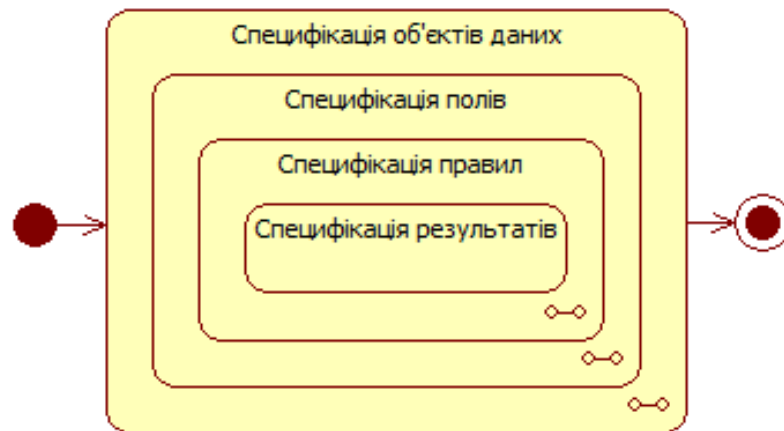 Специфікація об'єктів даних
Специфікація полів
Специфікація правил
Специфікація результатів